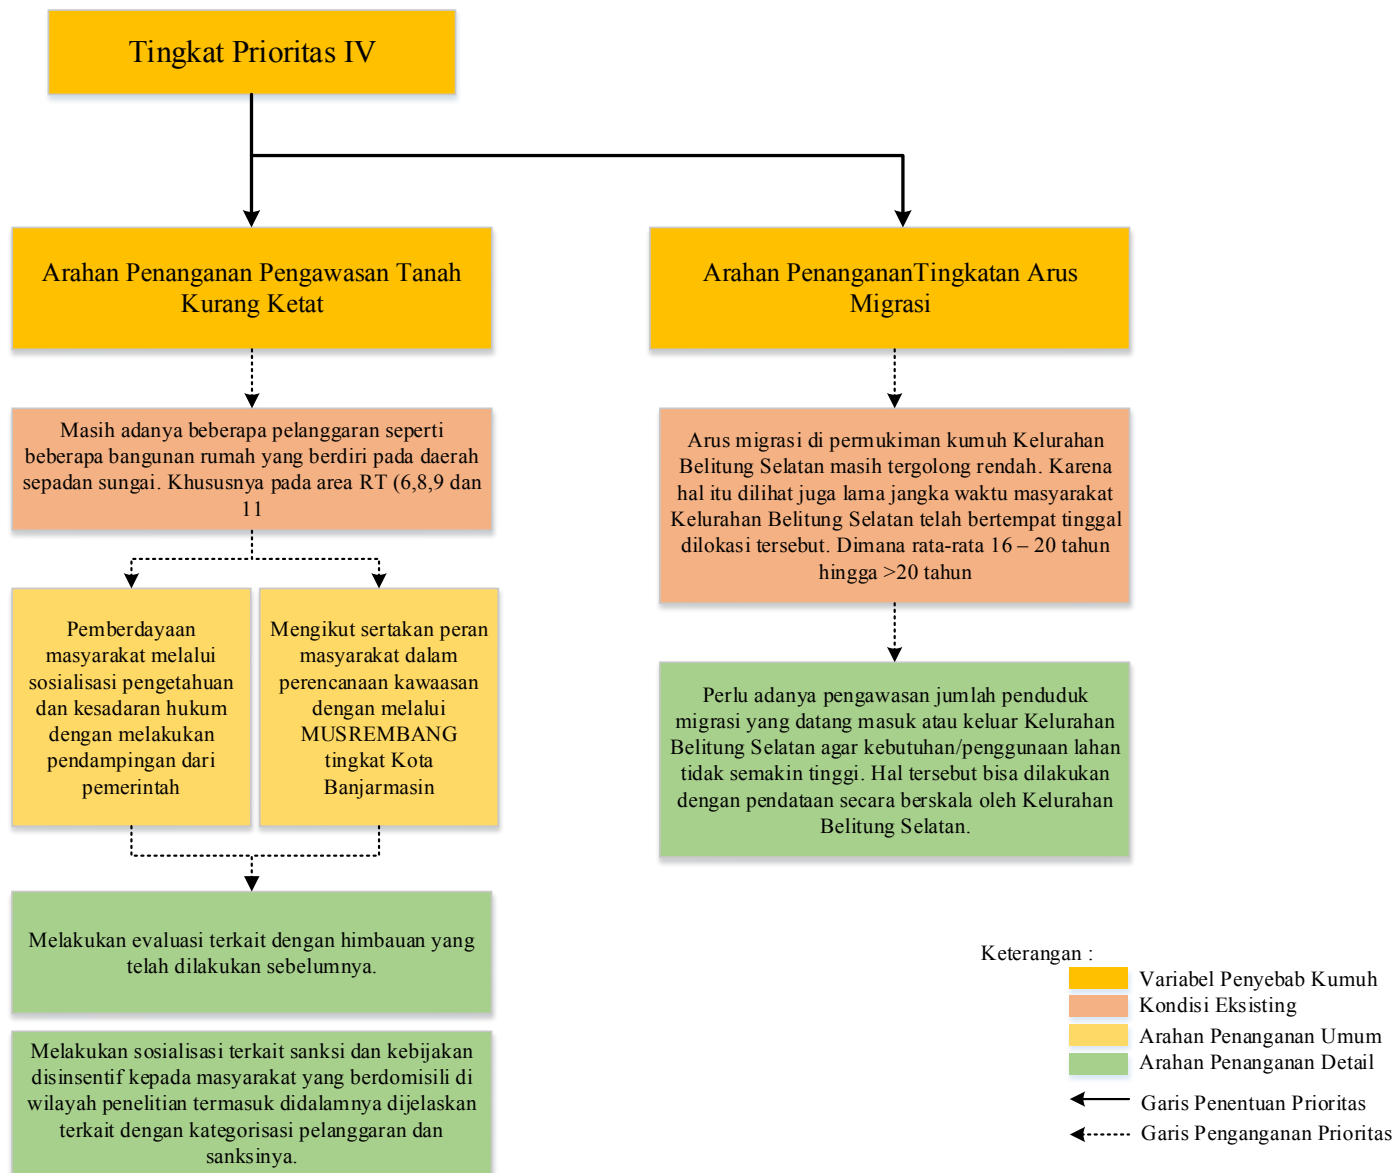 Tingkat Prioritas IV
Arahan Penanganan Pengawasan Tanah
Kurang Ketat
Masih adanya beberapa pelanggaran seperti
beberapa bangunan rumah yang berdiri pada daerah
sepadan sungai. Khususnya pada area RT (6,8,9 dan
11
Pemberdayaan
masyarakat melalui
sosialisasi pengetahuan
dan kesadaran hukum
dengan melakukan
pendampingan dari
pemerintah
Mengikut sertakan peran
masyarakat dalam
perencanaan kawaasan
dengan melalui
MUSREMBANG
tingkat Kota
Banjarmasin
Melakukan evaluasi terkait dengan himbauan yang
telah dilakukan sebelumnya.
Melakukan sosialisasi terkait sanksi dan kebijakan
disinsentif kepada masyarakat yang berdomisili di
wilayah penelitian termasuk didalamnya dijelaskan
terkait dengan kategorisasi pelanggaran dan
sanksinya.
Arahan PenangananTingkatan Arus
Migrasi
Arus migrasi di permukiman kumuh Kelurahan
Belitung Selatan masih tergolong rendah. Karena
hal itu dilihat juga lama jangka waktu masyarakat
Kelurahan Belitung Selatan telah bertempat tinggal
dilokasi tersebut. Dimana rata-rata 16 – 20 tahun
hingga >20 tahun
Perlu adanya pengawasan jumlah penduduk
migrasi yang datang masuk atau keluar Kelurahan
Belitung Selatan agar kebutuhan/penggunaan lahan
tidak semakin tinggi. Hal tersebut bisa dilakukan
dengan pendataan secara berskala oleh Kelurahan
Belitung Selatan.
Keterangan :
Variabel Penyebab Kumuh
Kondisi Eksisting
Arahan Penanganan Umum
Arahan Penanganan Detail
Garis Penentuan Prioritas
Garis Penganganan Prioritas